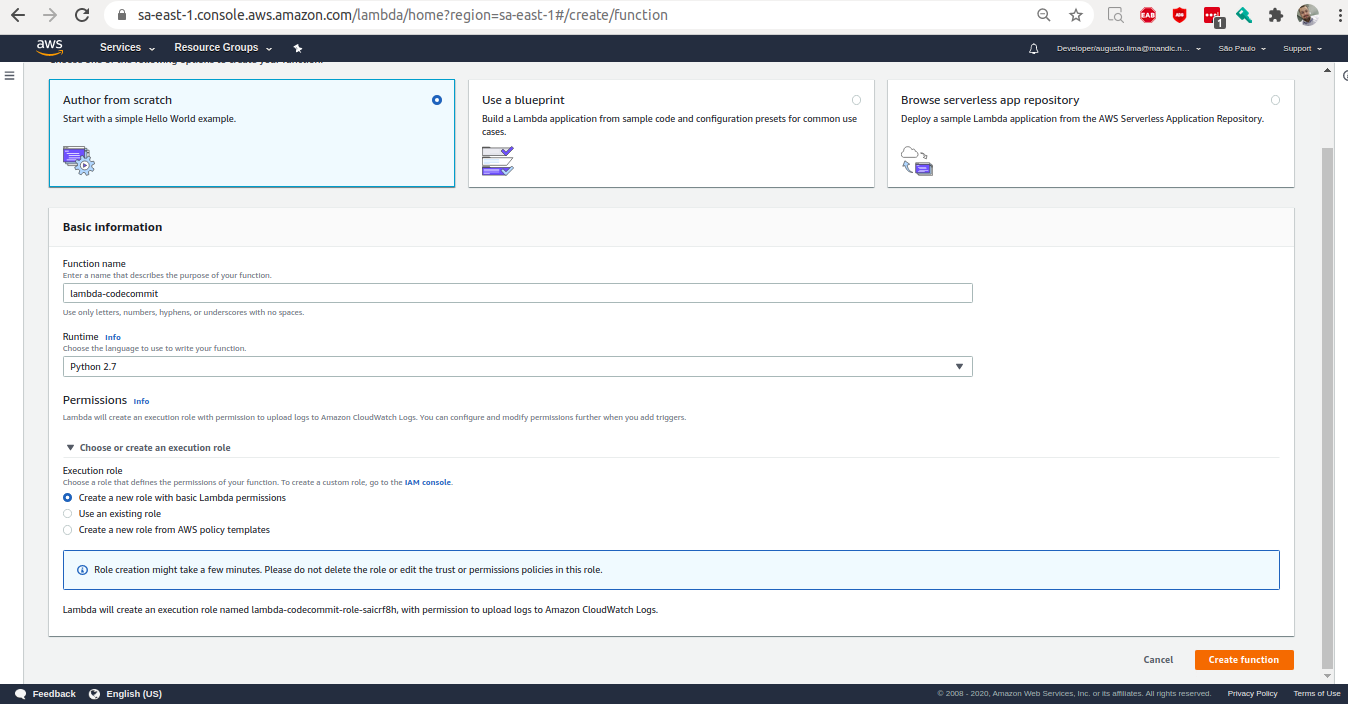 sa-east-1.console.aws.amazon.com/lambda/home?region=sa-east-1#/create/function
EAB
ABP
1
aws
Services
Resource Groups
Developer/augusto.lima@mandic.n...
São Paulo
Support
Author from scratch
Start with a simple Hello World example.
Use a blueprint
Build a Lambda application from sample code and configuration presets for common use
cases.
Browse serverless app repository
Deploy a sample Lambda application from the AWS Serverless Application Repository.
Basic information
Function name
Enter a name that describes the purpose of your function.
lambda-codecommit
Use only letters, numbers, hyphens, or underscores with no spaces.
Runtime Info
Choose the language to use to write your function.
Python 2.7
Permissions Info
Lambda will create an execution role with permission to upload logs to Amazon CloudWatch Logs. You can configure and modify permissions further when you add triggers.
Choose or create an execution role
Execution role
Choose a role that defines the permissions of your function. To create a custom role, go to the IAM console.
Create a new role with basic Lambda permissions
Use an existing role
Create a new role from AWS policy templates
Role creation might take a few minutes. Please do not delete the role or edit the trust or permissions policies in this role.
Lambda will create an execution role named lambda-codecommit-role-saicrf8h, with permission to upload logs to Amazon CloudWatch Logs.
Cancel
Create function
Feedback
English (US)
© 2008 - 2020, Amazon Web Services, Inc. or its affiliates. All rights reserved.
Privacy Policy
Terms of Use